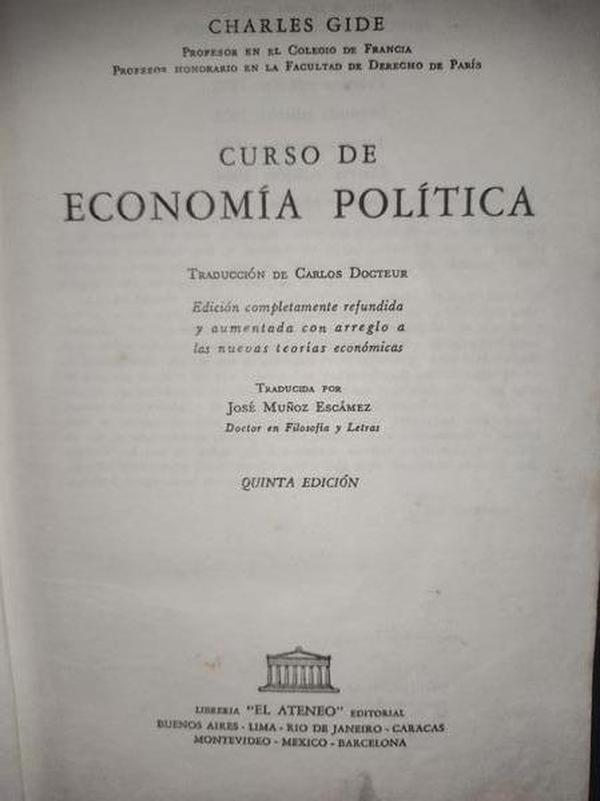 CHARLES GIDE
PROFESOR EN EL COLEGIO DE FRANCIA
PROFESOR HONORARIO EN LA FACULTAD DE DERECHO DE PARÍS
CURSO DE
ECONOMÍA POLÍTICA
TRADUCCIÓN DE CARLOS DOCTEUR
Edición completamente refundida
y aumentada con arreglo a
las nuevas teorías económicas
TRADUCIDA POR
JOSÉ MUÑOZ ESCÁMEZ
Doctor en Filosofía y Letras
QUINTA EDICIÓN
LIBRERIA "EL ATENEO" EDITORIAL
BUENOS AIRES - LIMA - RIO DE JANEIRO - CARACAS
MONTEVIDEO - MEXICO - BARCELONA